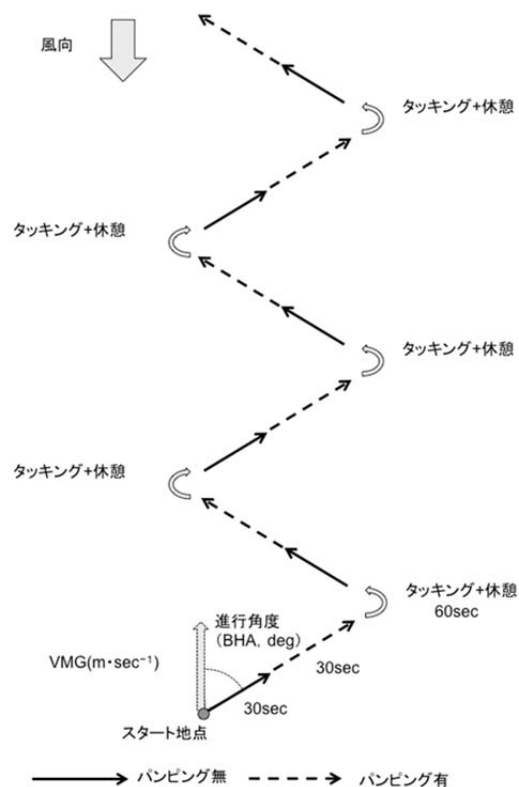 風向
タッキング+休憩
タッキング+休憩
タッキング+休憩
タッキング+休憩
タッキング+休憩
60sec
進行角度
(BHA, deg)
VMG(m・sec⁻¹)
30sec
30sec
スタート地点
パンピング無
パンピング有